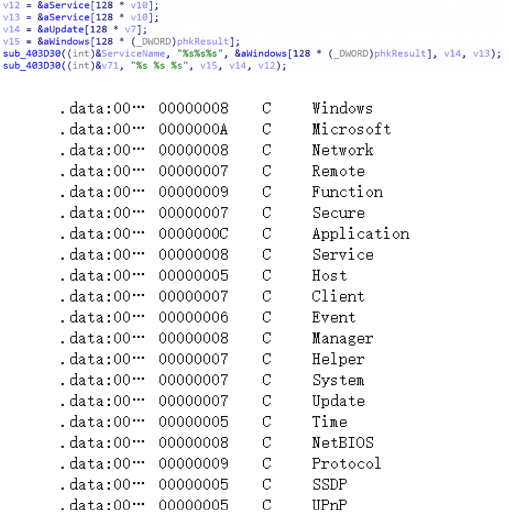 v12 = &aService[128 * v10];
v13 = &aService[128 * v10];
v14 = &aUpdate[128 * v7];
v15 = &aWindows[128 * (_DWORD)phkResult];
sub_403D30((int)&ServiceName, "%s%s%s", &aWindows[128 * (_DWORD)phkResult], v14, v13);
sub_403D30((int)&v71, "%s %s %s", v15, v14, v12);
.data:00… 00000008 C Windows
.data:00… 0000000A C Microsoft
.data:00… 00000008 C Network
.data:00… 00000007 C Remote
.data:00… 00000009 C Function
.data:00… 00000007 C Secure
.data:00… 0000000C C Application
.data:00… 00000008 C Service
.data:00… 00000005 C Host
.data:00… 00000007 C Client
.data:00… 00000006 C Event
.data:00… 00000008 C Manager
.data:00… 00000007 C Helper
.data:00… 00000007 C System
.data:00… 00000007 C Update
.data:00… 00000005 C Time
.data:00… 00000008 C NetBIOS
.data:00… 00000009 C Protocol
.data:00… 00000005 C SSDP
.data:00… 00000005 C UPnP